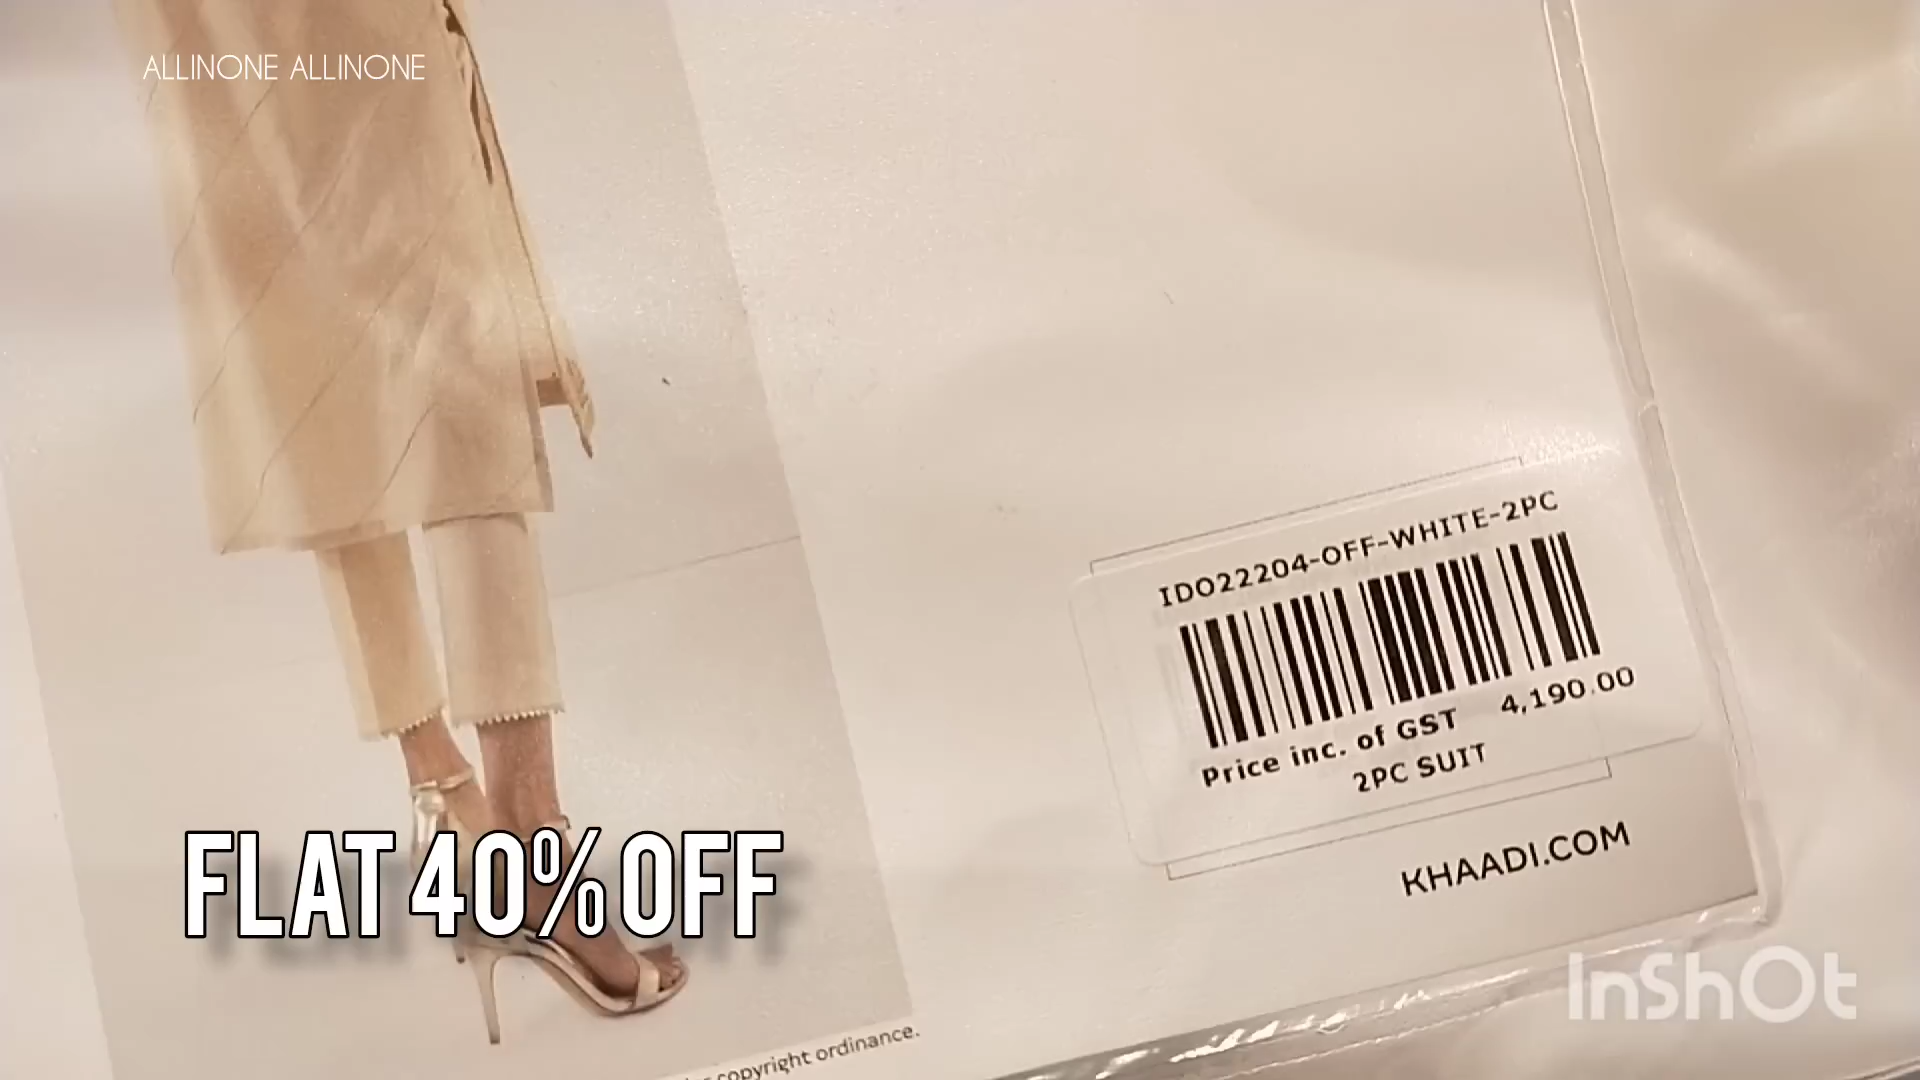 ALLINONE ALLINONE
IDO22204-OFF-WHITE-2PC
Price inc. of GST 4,190.00
2PC SUIT
KHAADI.COM
FLAT 40% OFF
copyright ordinance.
InShOt